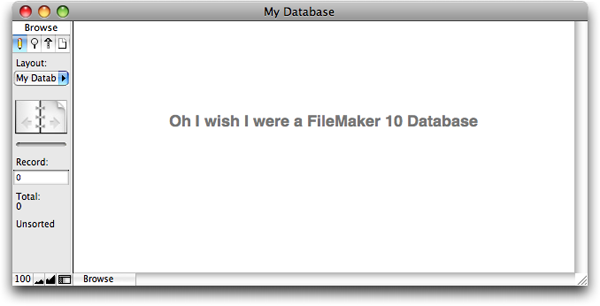 My Database
Browse
Layout:
My Datab
Oh I wish I were a FileMaker 10 Database
Record:
0
Total:
0
Unsorted
100
Browse